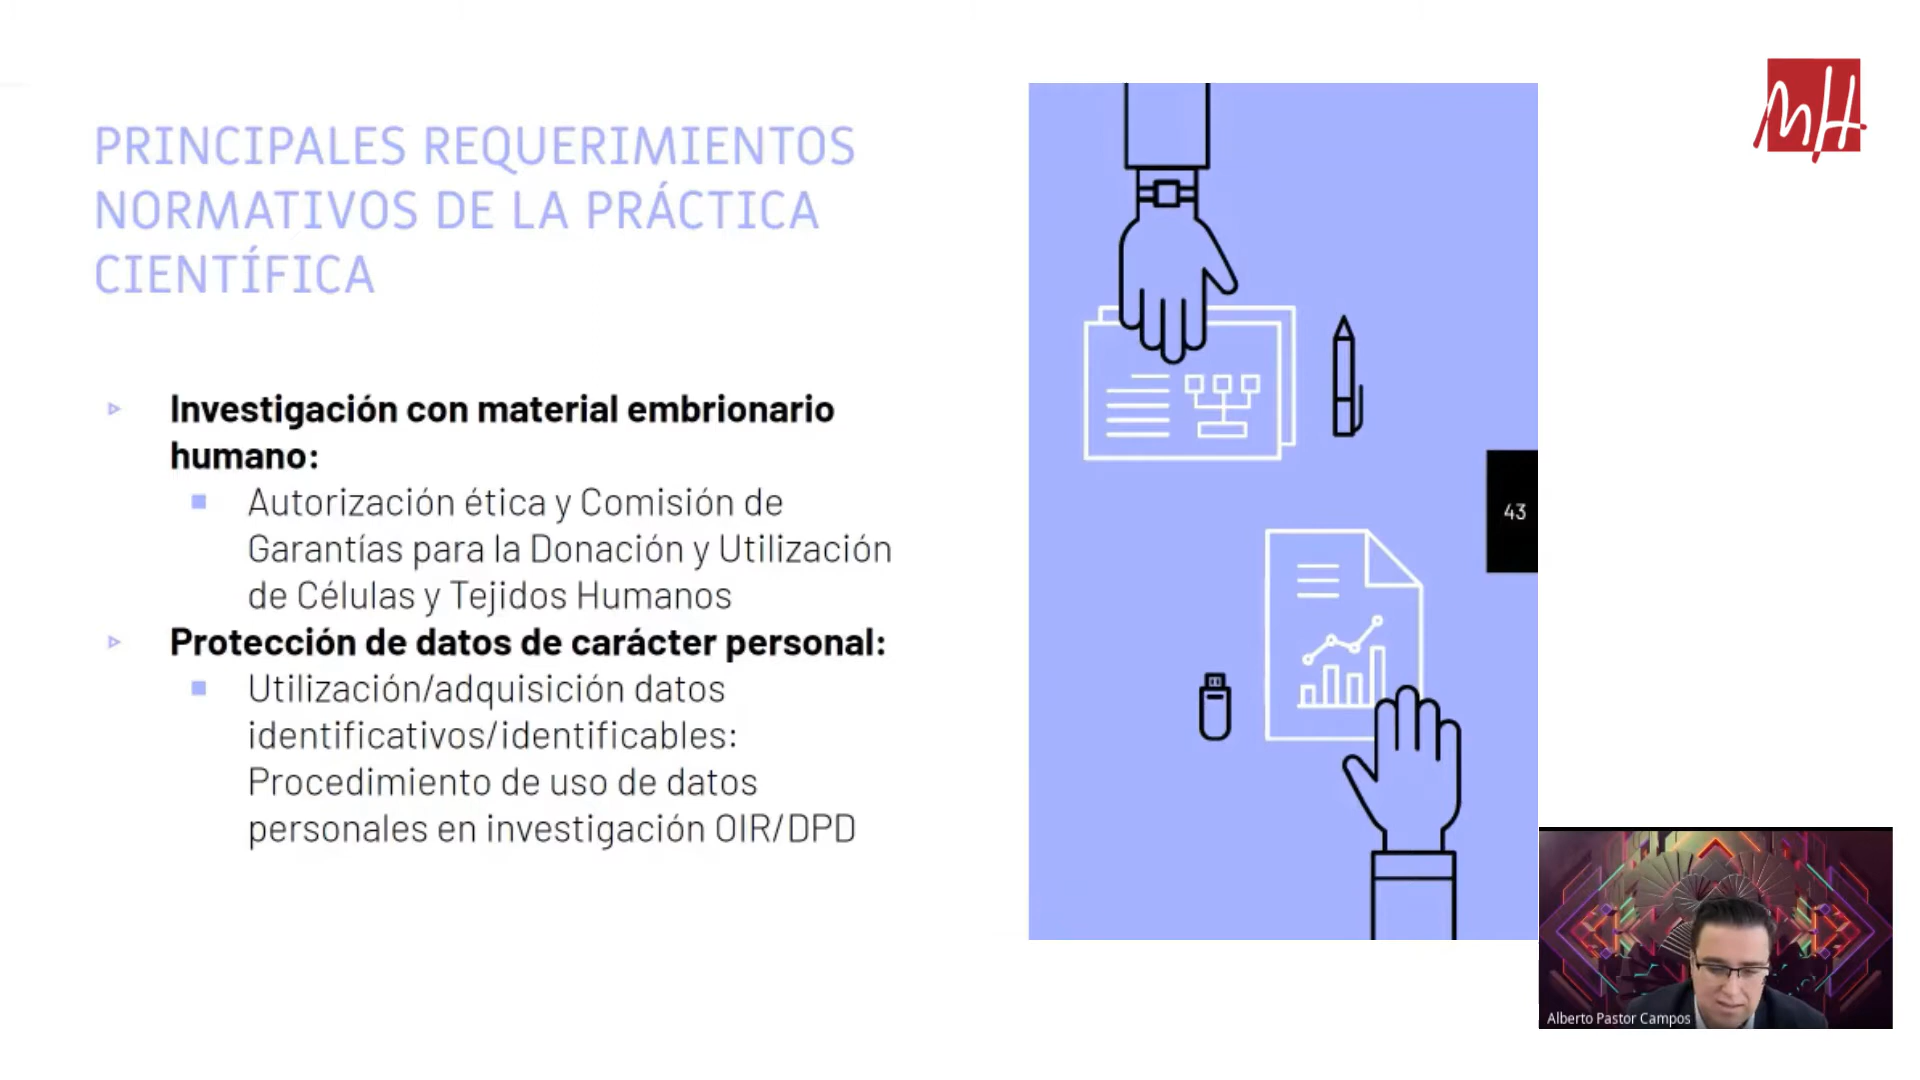 PRINCIPALES REQUERIMIENTOS
NORMATIVOS DE LA PRÁCTICA
CIENTÍFICA
Investigación con material embrionario
humano:
Autorización ética y Comisión de
Garantías para la Donación y Utilización
de Células y Tejidos Humanos
Protección de datos de carácter personal:
Utilización/adquisición datos
identificativos/identificables:
Procedimiento de uso de datos
personales en investigación OIR/DPD
43
MH
Alberto Pastor Campos